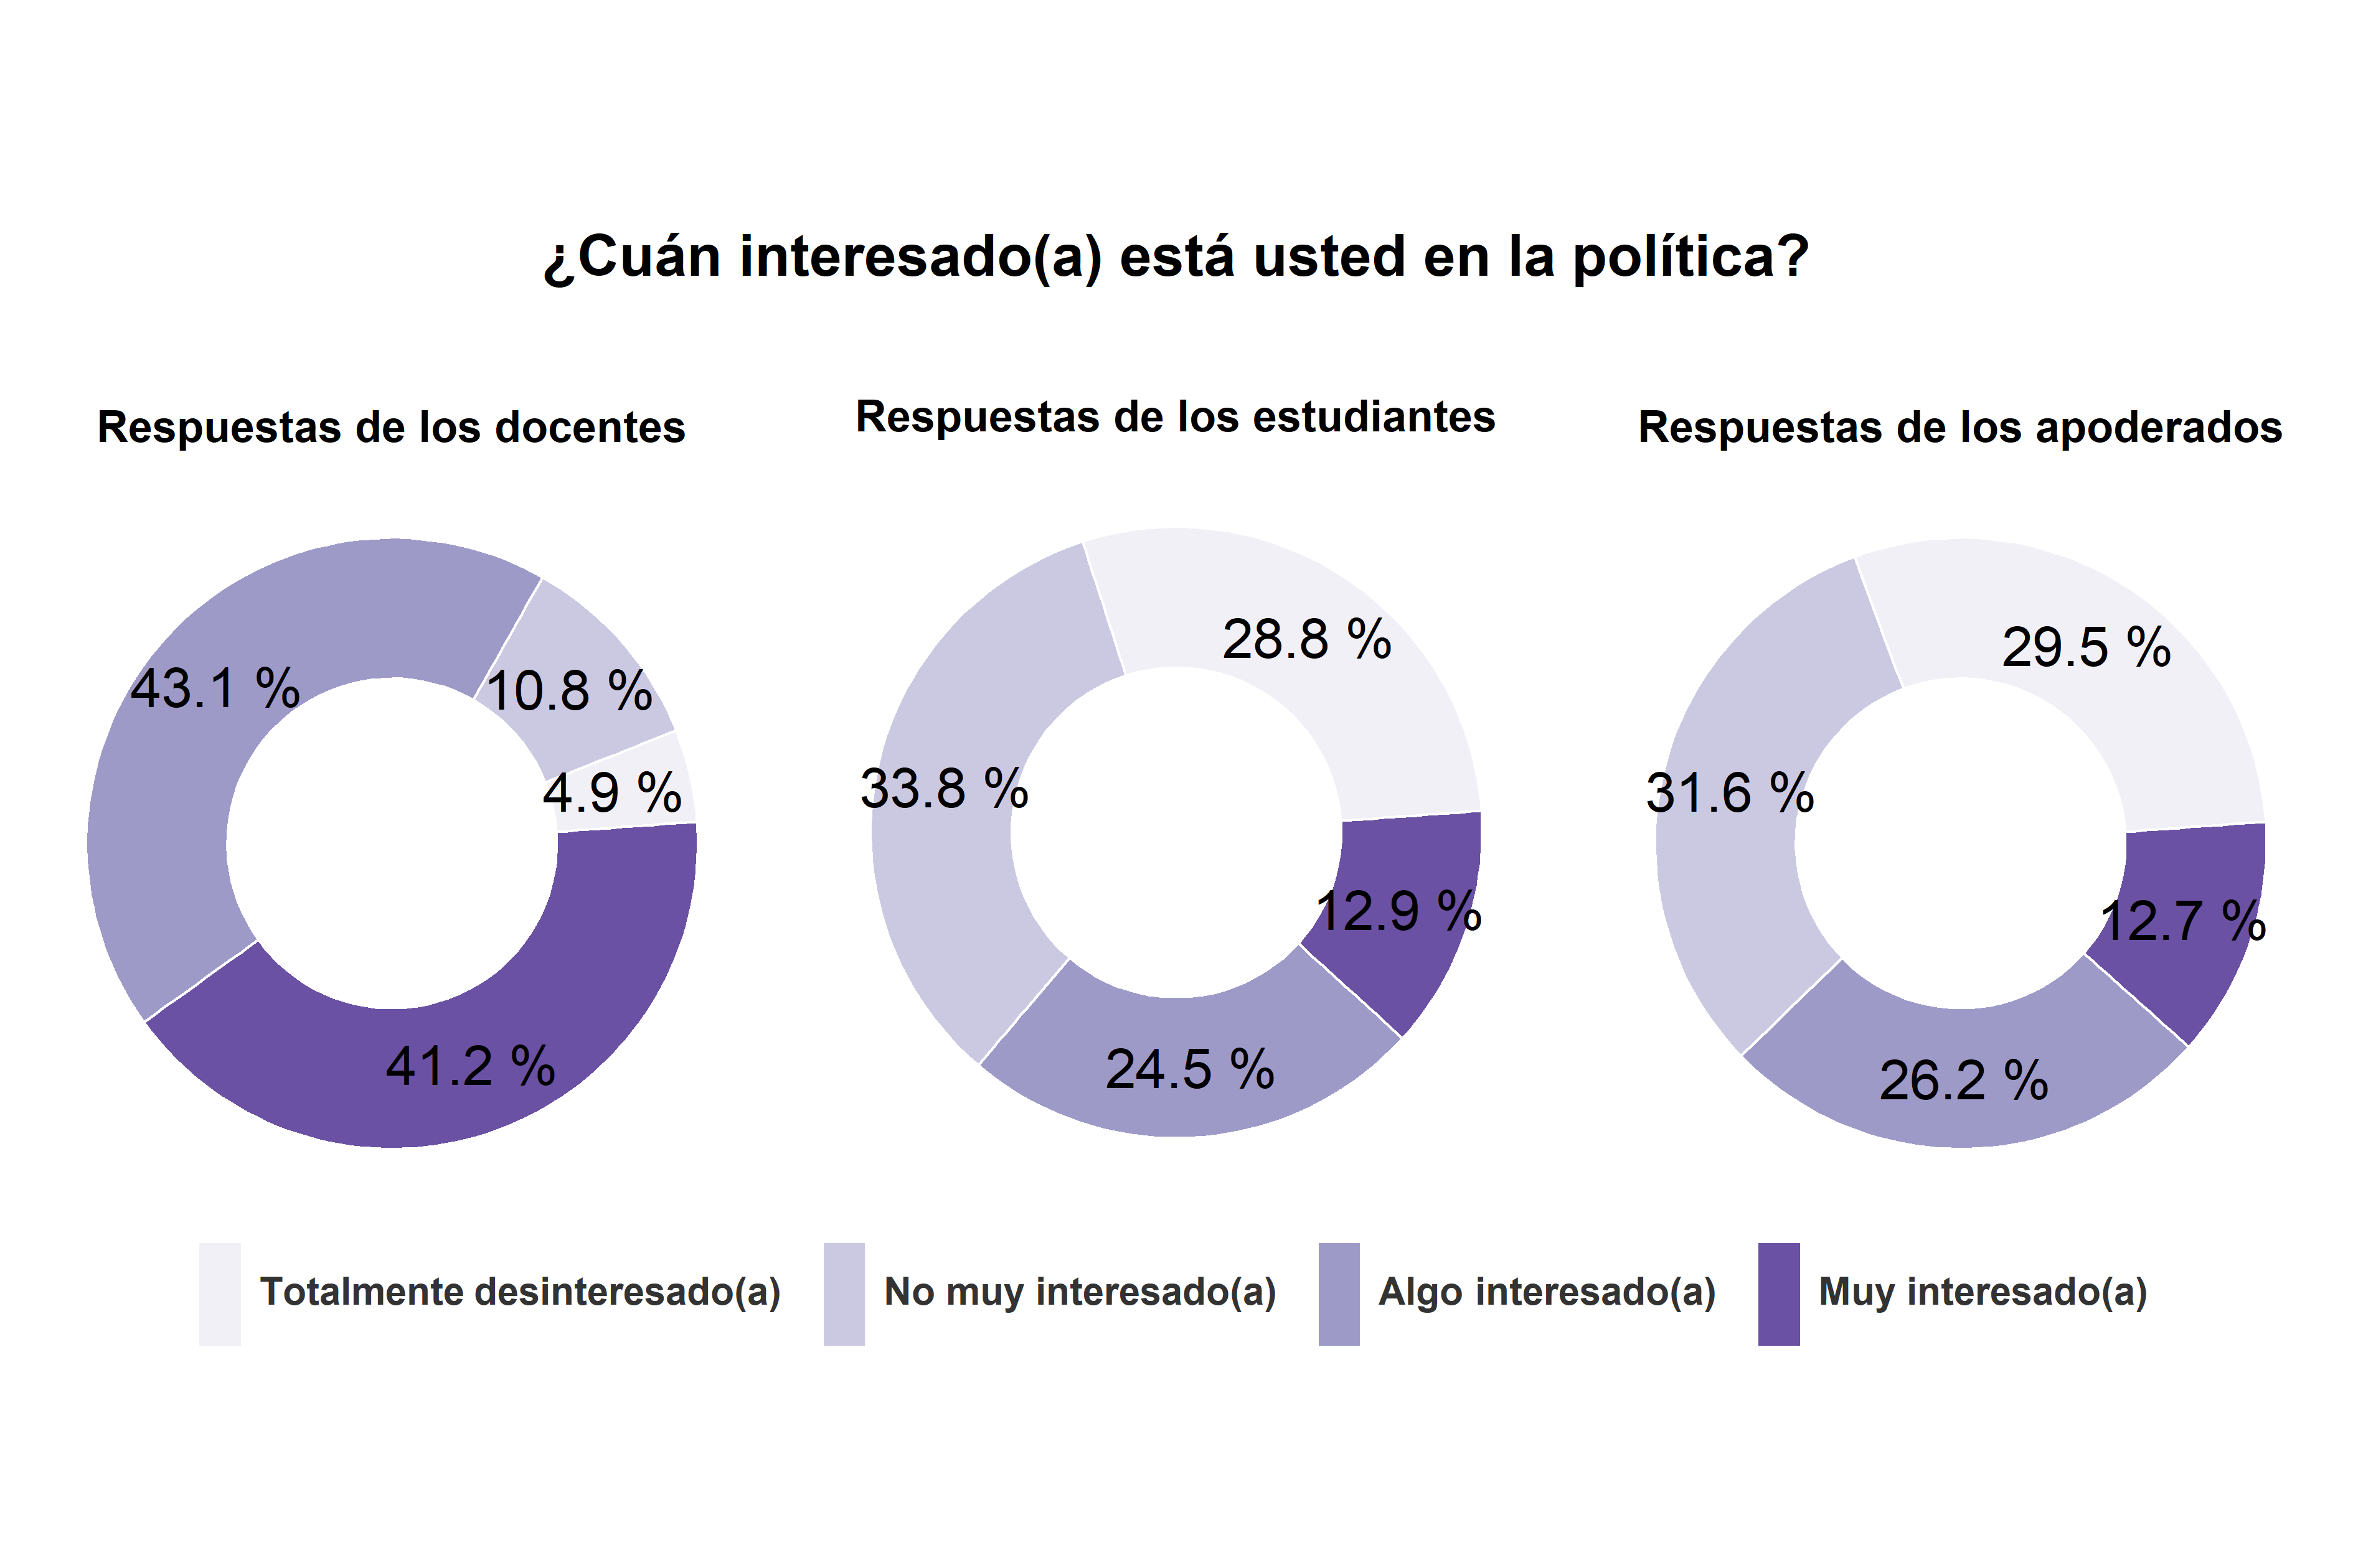 ¿Cuán interesado(a) está usted en la política?
Respuestas de los docentes
43.1 %
10.8 %
4.9 %
41.2 %
Respuestas de los estudiantes
28.8 %
33.8 %
12.9 %
24.5 %
Respuestas de los apoderados
29.5 %
31.6 %
12.7 %
26.2 %
Totalmente desinteresado(a)
No muy interesado(a)
Algo interesado(a)
Muy interesado(a)